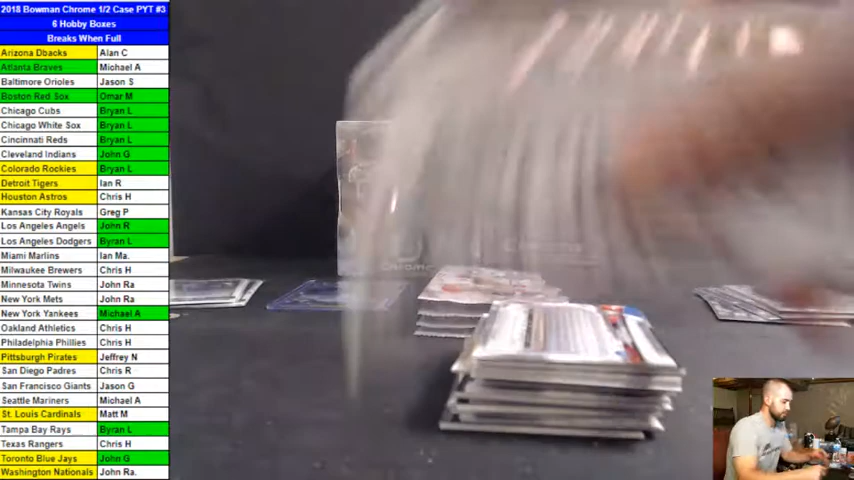 2018 Bowman Chrome 1/2 Case PYT #3
6 Hobby Boxes
Breaks When Full
Arizona Dbacks Alan C
Atlanta Braves Michael A
Baltimore Orioles Jason S
Boston Red Sox Omar M
Chicago Cubs Bryan L
Chicago White Sox Bryan L
Cincinnati Reds Bryan L
Cleveland Indians John G
Colorado Rockies Bryan L
Detroit Tigers Ian R
Houston Astros Chris H
Kansas City Royals Greg P
Los Angeles Angels John R
Los Angeles Dodgers Byran L
Miami Marlins Ian Ma.
Milwaukee Brewers Chris H
Minnesota Twins John Ra
New York Mets John Ra
New York Yankees Michael A
Oakland Athletics Chris H
Philadelphia Phillies Chris H
Pittsburgh Pirates Jeffrey N
San Diego Padres Chris R
San Francisco Giants Jason G
Seattle Mariners Michael A
St. Louis Cardinals Matt M
Tampa Bay Rays Byran L
Texas Rangers Chris H
Toronto Blue Jays John G
Washington Nationals John Ra.